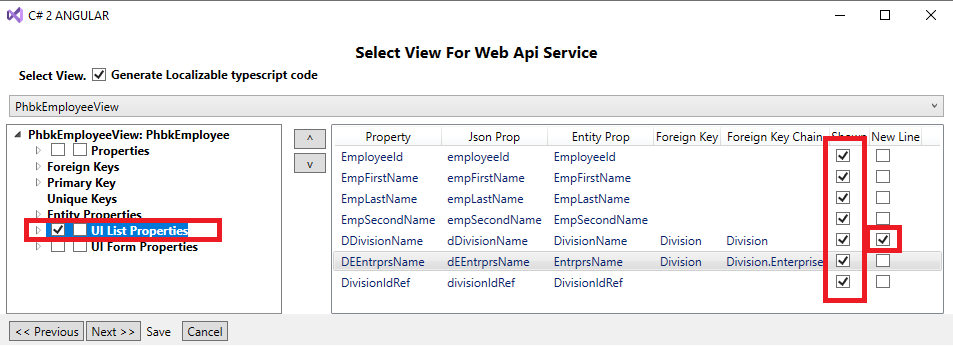 C# 2 ANGULAR
Select View For Web Api Service
Select View. Generate Localizable typescript code
PhbkEmployeeView
PhbkEmployeeView: PhbkEmployee
Properties
Foreign Keys
Primary Key
Unique Keys
Entity Properties
UI List Properties
UI Form Properties
^
v
Property Json Prop Entity Prop Foreign Key Foreign Key Chain Shown New Line
EmployeeId employeeId EmployeeId
EmpFirstName empFirstName EmpFirstName
EmpLastName empLastName EmpLastName
EmpSecondName empSecondName EmpSecondName
DDivisionName dDivisionName DivisionName Division Division
DEEntrprsName dEEntrprsName EntrprsName Division Division.Enterprise
DivisionIdRef divisionIdRef DivisionIdRef
<< Previous Next >> Save Cancel